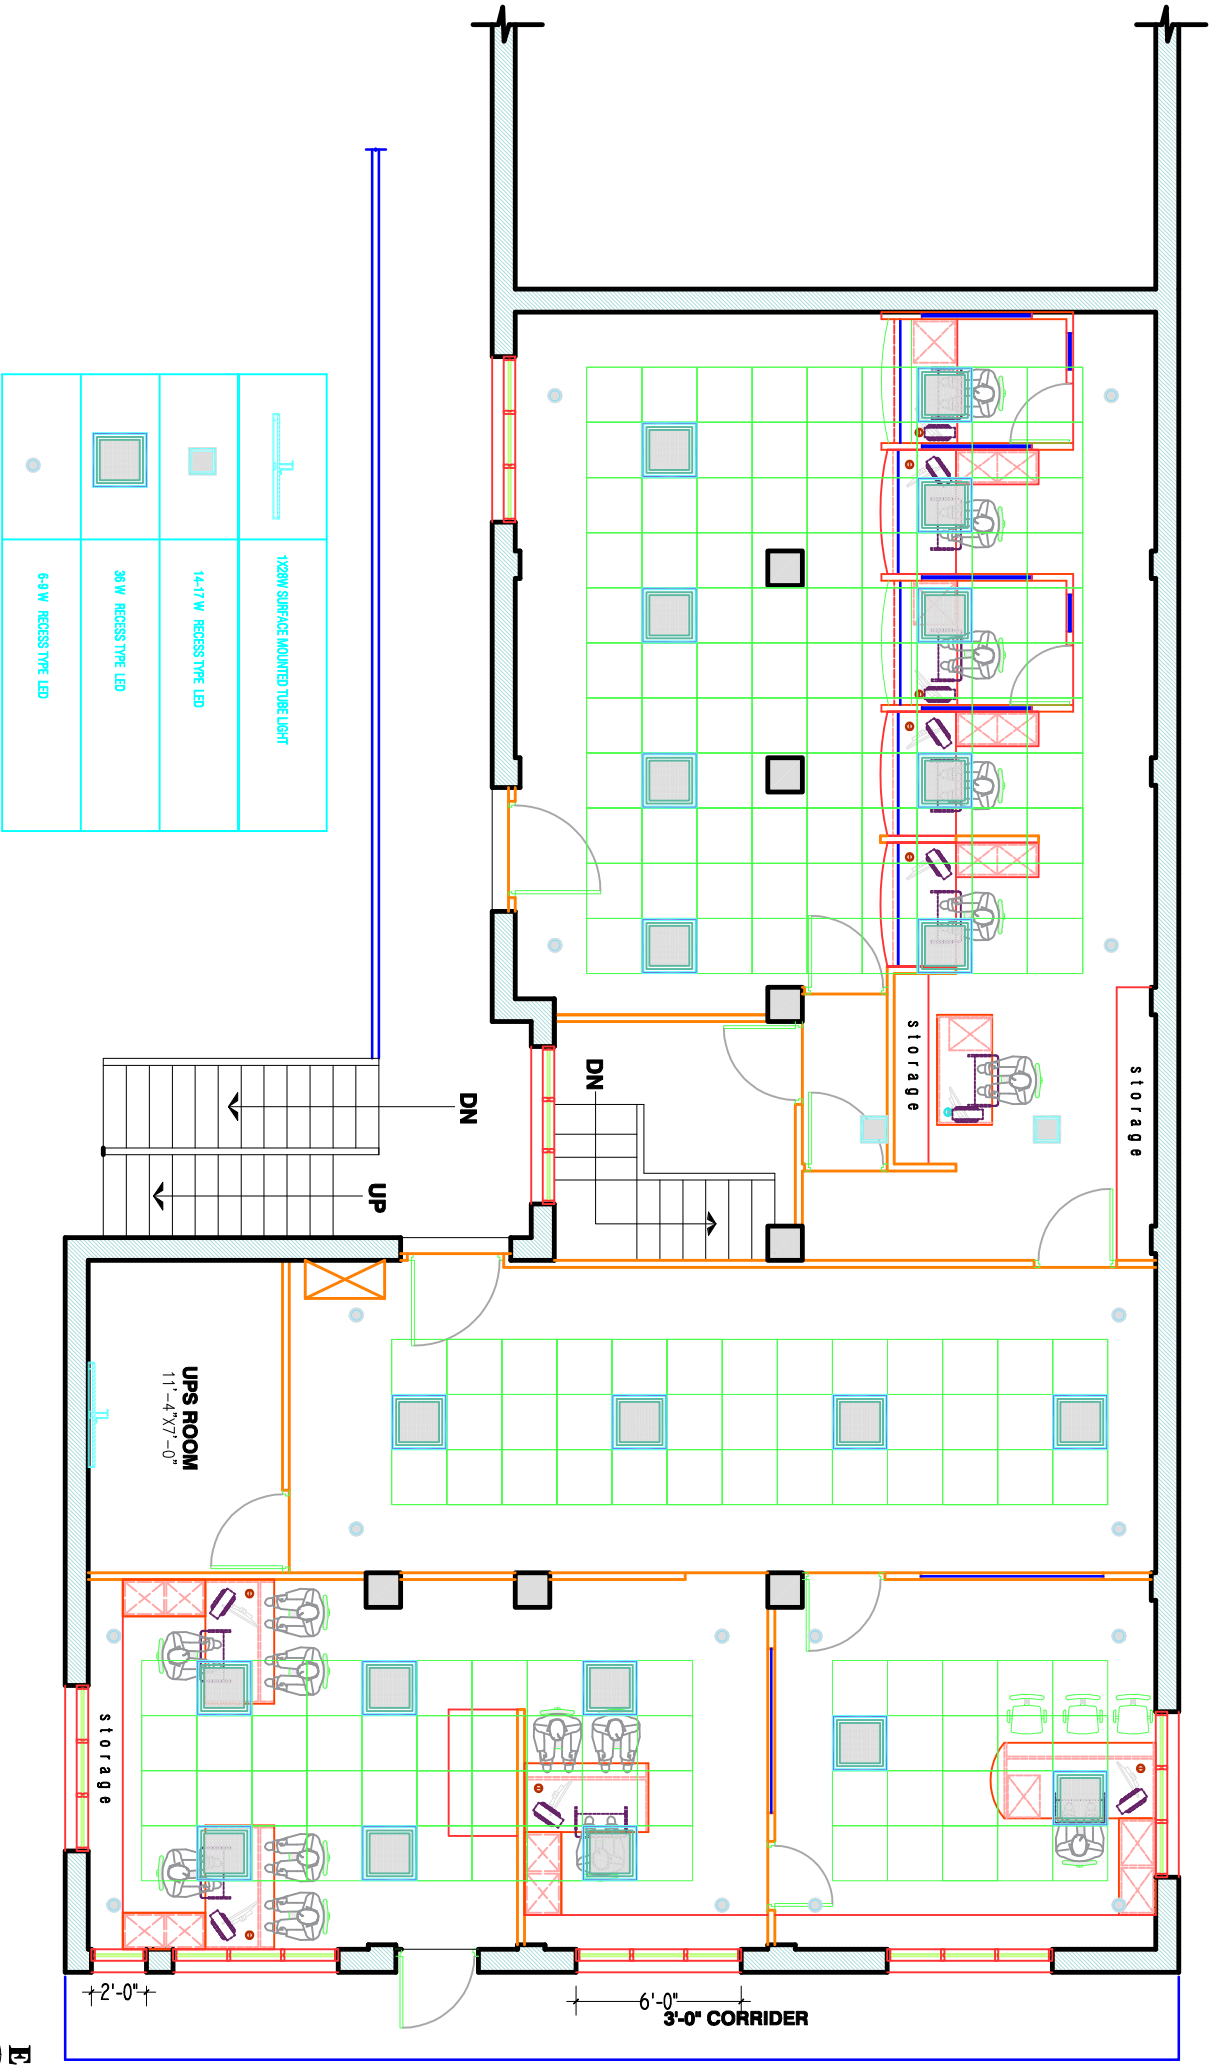 1X28W SURFACE MOUNTED TUBE LIGHT
14-17 W RECESS TYPE LED
36 W RECESS TYPE LED
6-9 W RECESS TYPE LED
storage
storage
DN
DN
UP
UPS ROOM
11'-4"X7'-0"
storage
2'-0"
6'-0"
3'-0" CORRIDER
E